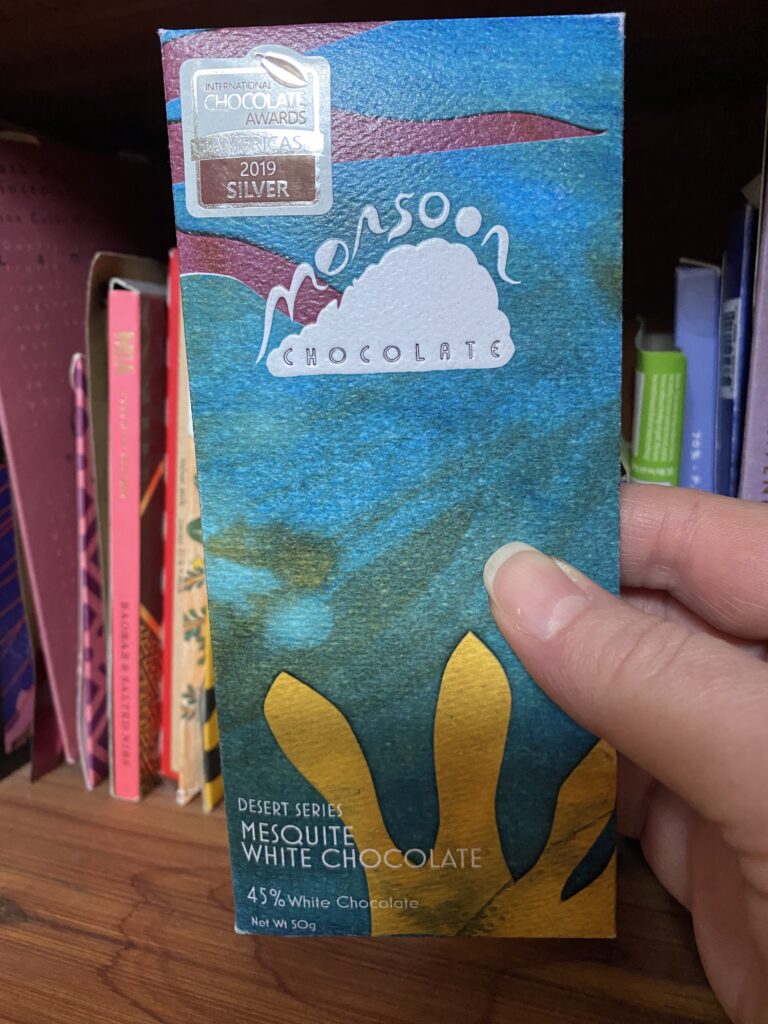 INTERNATIONAL
CHOCOLATE
AWARDS
AMERICAS
2019
SILVER
monsoon
CHOCOLATE
DESERT SERIES
MESQUITE
WHITE CHOCOLATE
45% White Chocolate
Net Wt 50g
BAOBAB & SALTED NIBS
70%